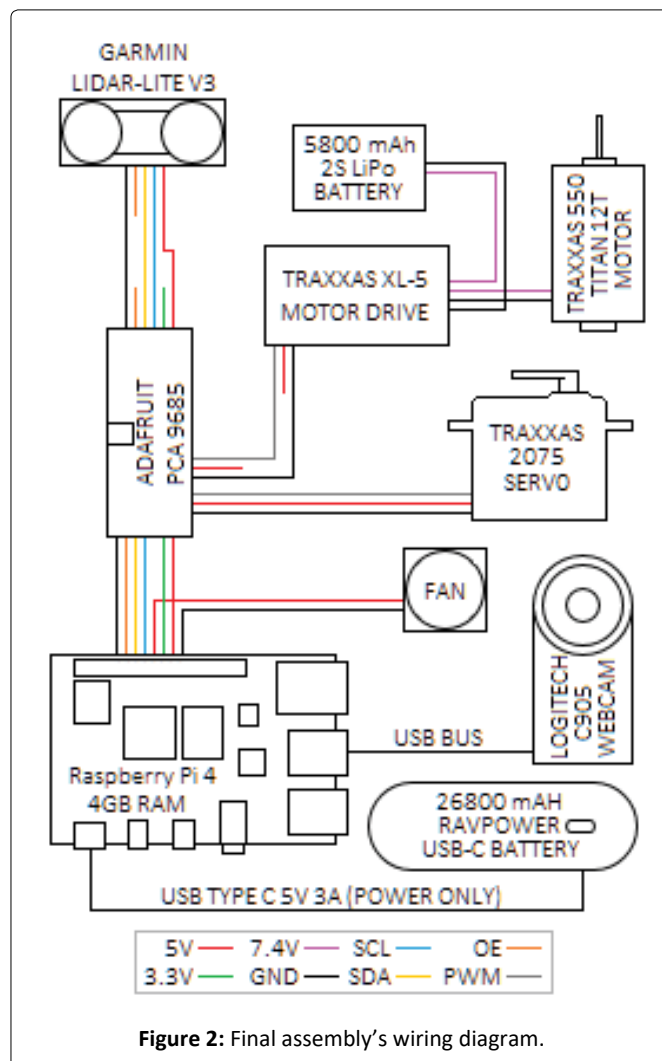 GARMIN
LIDAR-LITE V3
5800 mAh
2S LiPo
BATTERY
TRAXXAS 550
TITAN 12T
MOTOR
TRAXXAS XL-5
MOTOR DRIVE
ADAFRUIT
PCA 9685
TRAXXAS
2075
SERVO
FAN
LOGITECH
C905
WEBCAM
USB BUS
Raspberry Pi 4
4GB RAM
26800 mAH
RAVPOWER
USB-C BATTERY
USB TYPE C 5V 3A (POWER ONLY)
5V 7.4V SCL OE
3.3V GND SDA PWM
Figure 2: Final assembly's wiring diagram.